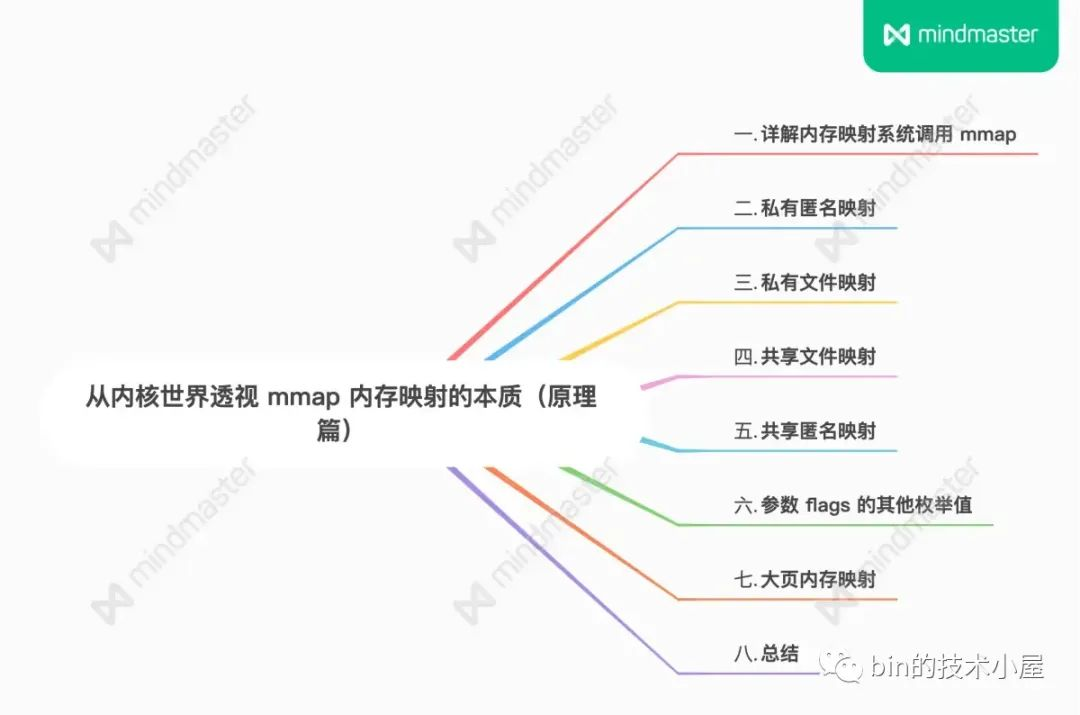 mindmaster
一.详解内存映射系统调用 mmap
二.私有匿名映射
三.私有文件映射
四.共享文件映射
从内核世界透视 mmap 内存映射的本质（原理
篇）
五.共享匿名映射
六.参数 flags 的其他枚举值
七.大页内存映射
八.总结
bin的技术小屋
mindmaster
mindmaster
mindmaster
mindmaster
mindmaster
mindmaster